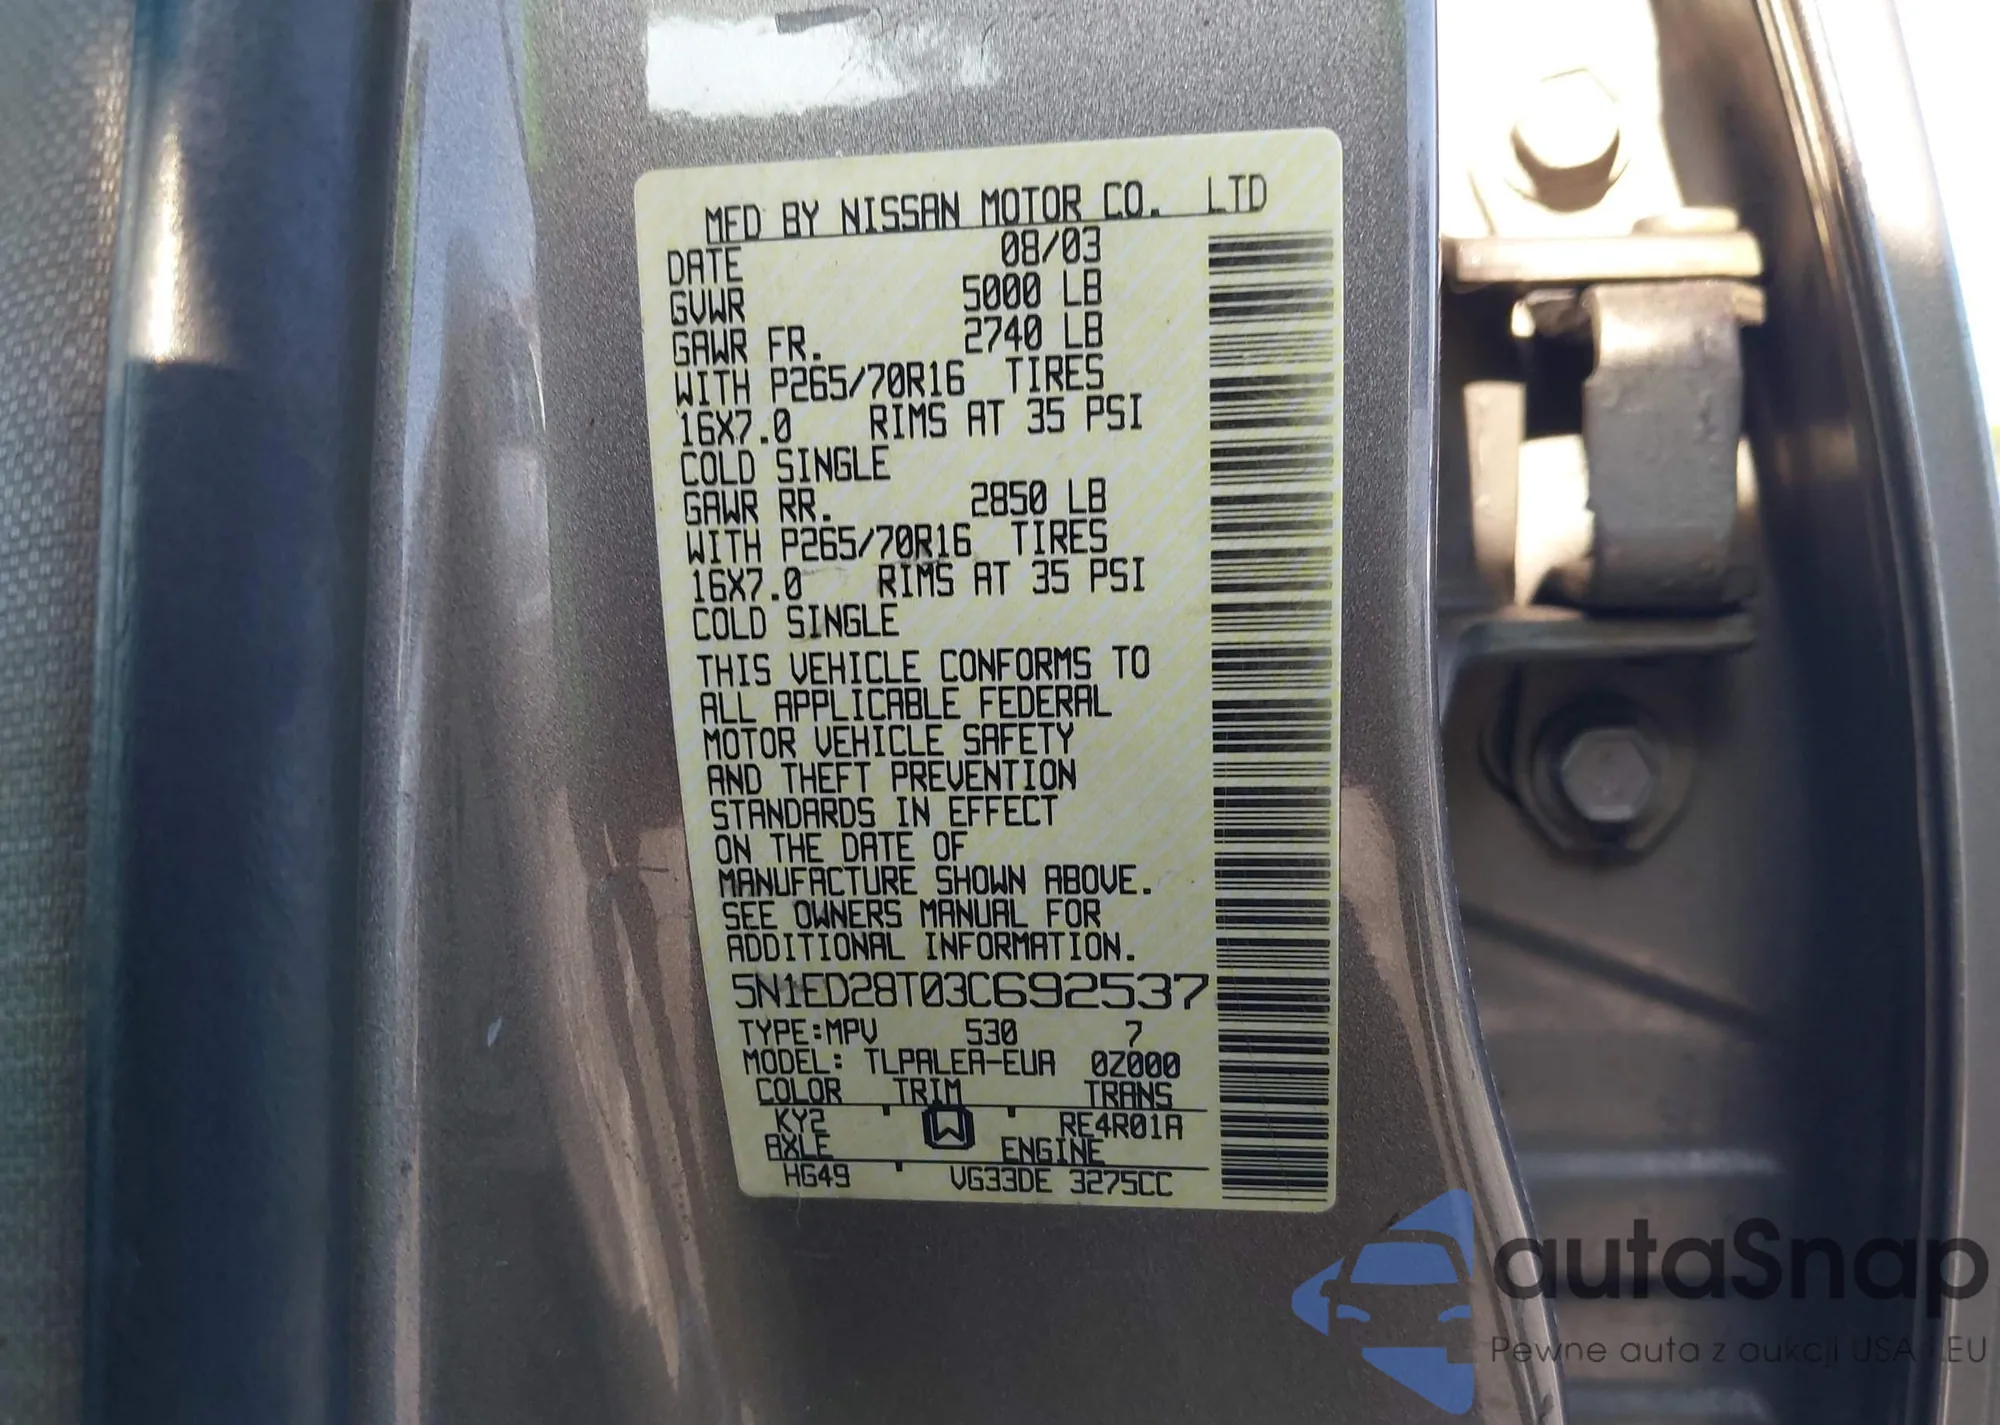 MFD BY NISSAN MOTOR CO. LTD
DATE 08/03
GVWR 5000 LB
GAWR FR. 2740 LB
WITH P265/70R16 TIRES
16X7.0 RIMS AT 35 PSI
COLD SINGLE
GAWR RR. 2850 LB
WITH P265/70R16 TIRES
16X7.0 RIMS AT 35 PSI
COLD SINGLE
THIS VEHICLE CONFORMS TO
ALL APPLICABLE FEDERAL
MOTOR VEHICLE SAFETY
AND THEFT PREVENTION
STANDARDS IN EFFECT
ON THE DATE OF
MANUFACTURE SHOWN ABOVE.
SEE OWNERS MANUAL FOR
ADDITIONAL INFORMATION.
5N1ED28T03C692537
TYPE:MPV 530 7
MODEL: TLPALEA-EUA 0Z000
COLOR TRIM TRANS
KY2 W RE4R01A
AXLE ENGINE
HG49 VG33DE 3275CC
autaSnap
Pewne auta z aukcji USA i EU